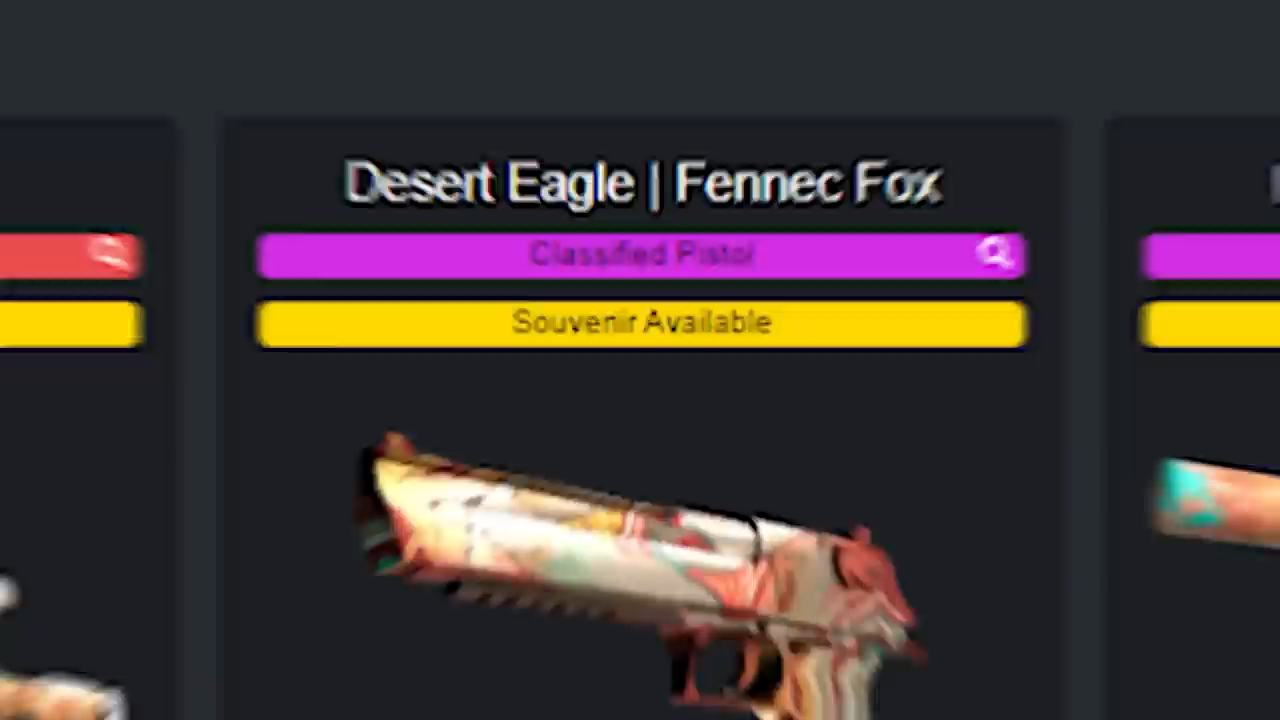 Desert Eagle | Fennec Fox
Classified Pistol
Souvenir Available